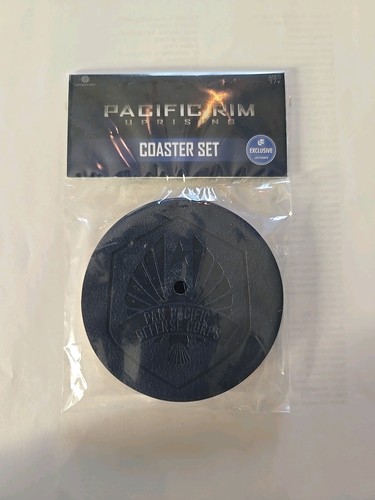 PACIFIC RIM
UPRISING
COASTER SET
EXCLUSIVE
PAN PACIFIC
DEFENSE CORPS